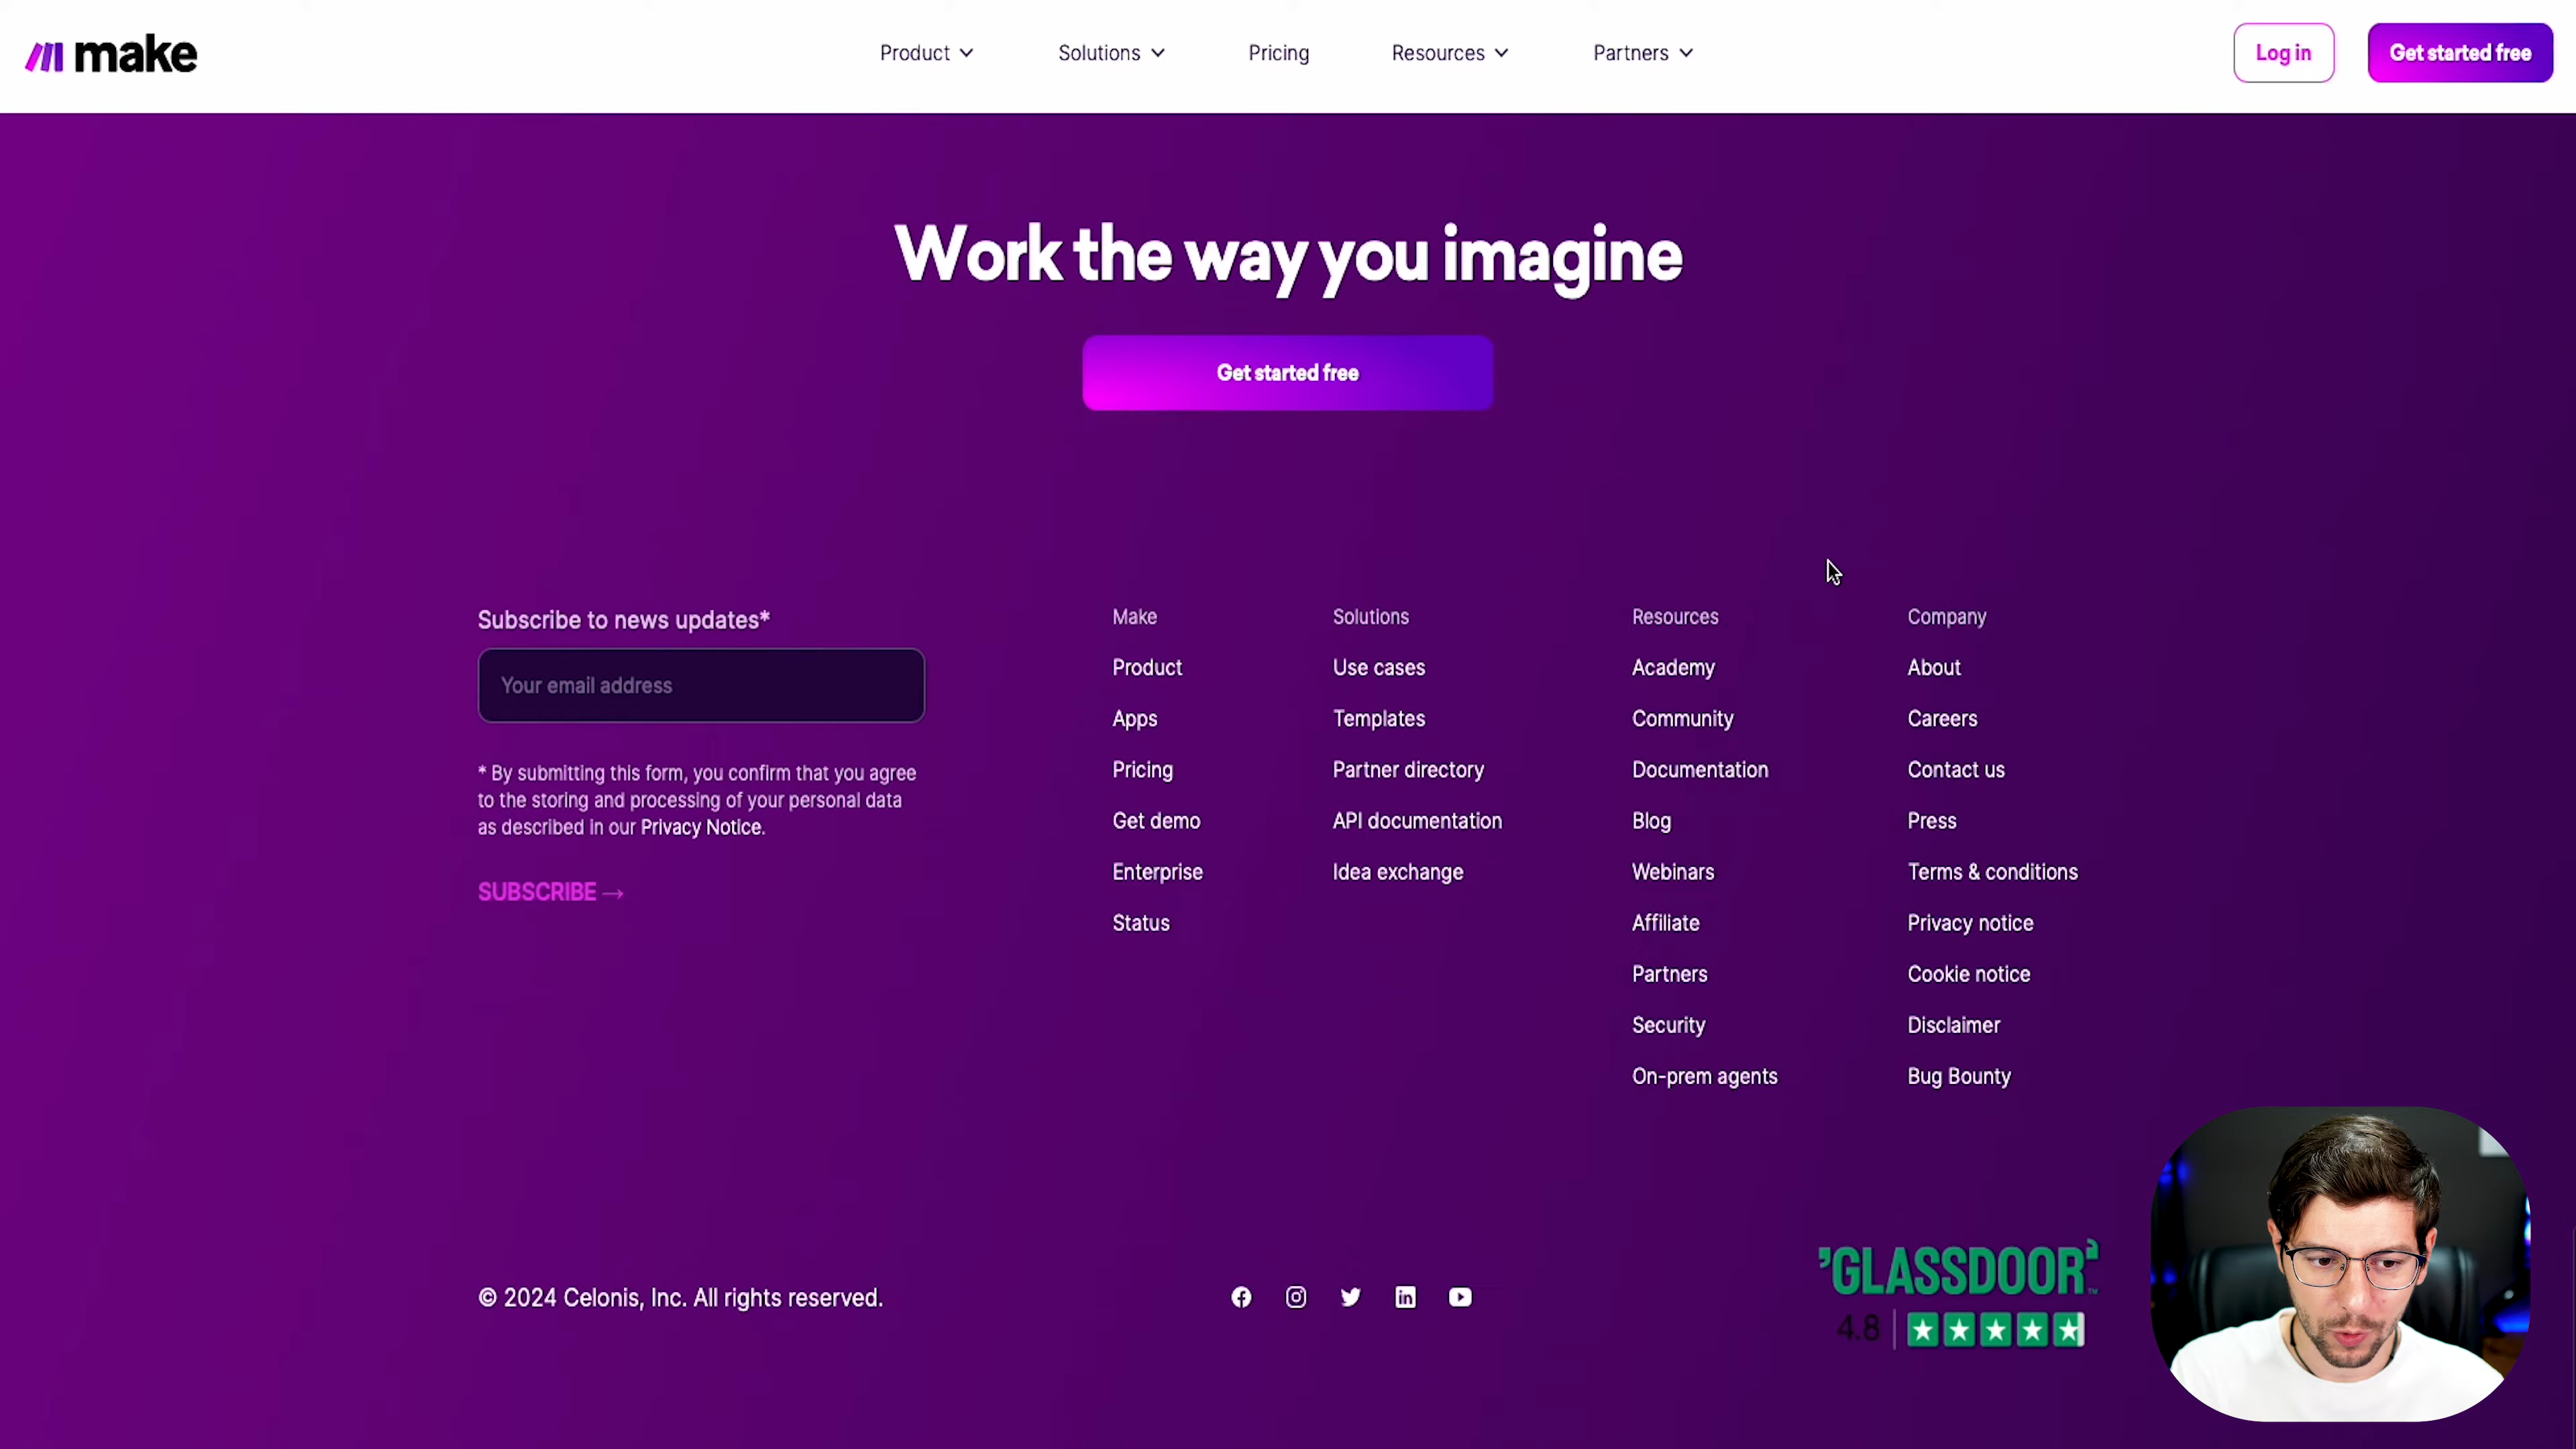 make
Product
Solutions
Pricing
Resources
Partners
Log in
Get started free
Work the way you imagine
Get started free
Subscribe to news updates*
Your email address
* By submitting this form, you confirm that you agree
to the storing and processing of your personal data
as described in our Privacy Notice.
SUBSCRIBE →
Make
Product
Apps
Pricing
Get demo
Enterprise
Status
Solutions
Use cases
Templates
Partner directory
API documentation
Idea exchange
Resources
Academy
Community
Documentation
Blog
Webinars
Affiliate
Partners
Security
On-prem agents
Company
About
Careers
Contact us
Press
Terms & conditions
Privacy notice
Cookie notice
Disclaimer
Bug Bounty
© 2024 Celonis, Inc. All rights reserved.
GLASSDOOR™
4.8